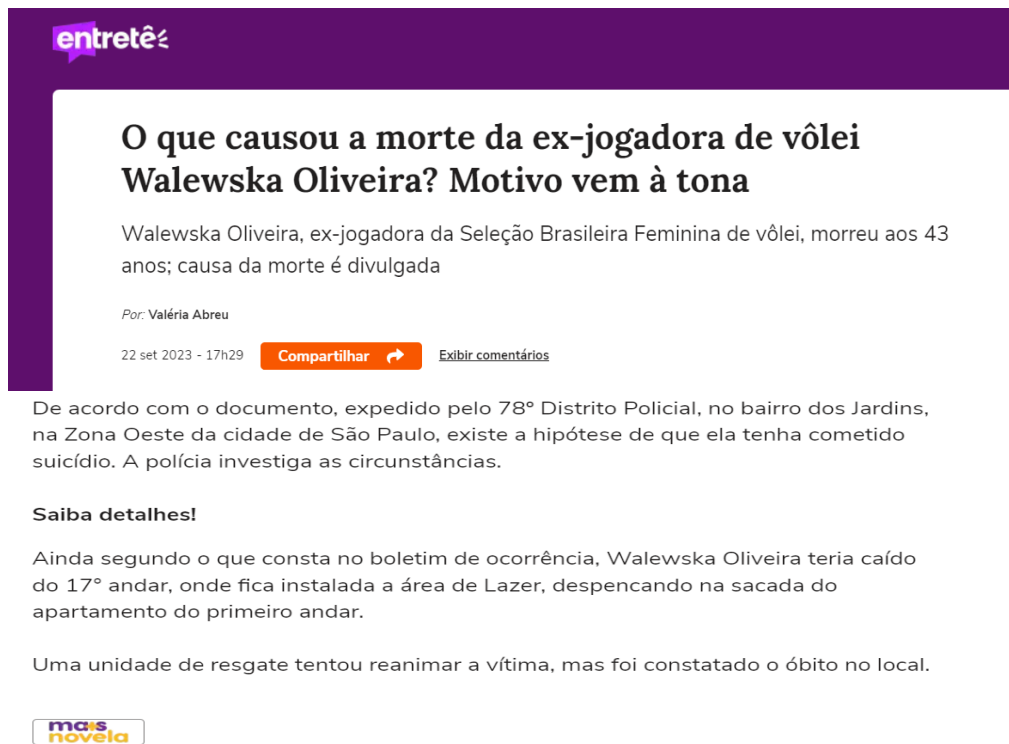 entretê
O que causou a morte da ex-jogadora de vôlei
Walewska Oliveira? Motivo vem à tona
Walewska Oliveira, ex-jogadora da Seleção Brasileira Feminina de vôlei, morreu aos 43
anos; causa da morte é divulgada
Por: Valéria Abreu
22 set 2023 - 17h29 Compartilhar Exibir comentários
De acordo com o documento, expedido pelo 78º Distrito Policial, no bairro dos Jardins,
na Zona Oeste da cidade de São Paulo, existe a hipótese de que ela tenha cometido
suicídio. A polícia investiga as circunstâncias.
Saiba detalhes!
Ainda segundo o que consta no boletim de ocorrência, Walewska Oliveira teria caído
do 17° andar, onde fica instalada a área de Lazer, despencando na sacada do
apartamento do primeiro andar.
Uma unidade de resgate tentou reanimar a vítima, mas foi constatado o óbito no local.
mais
novela